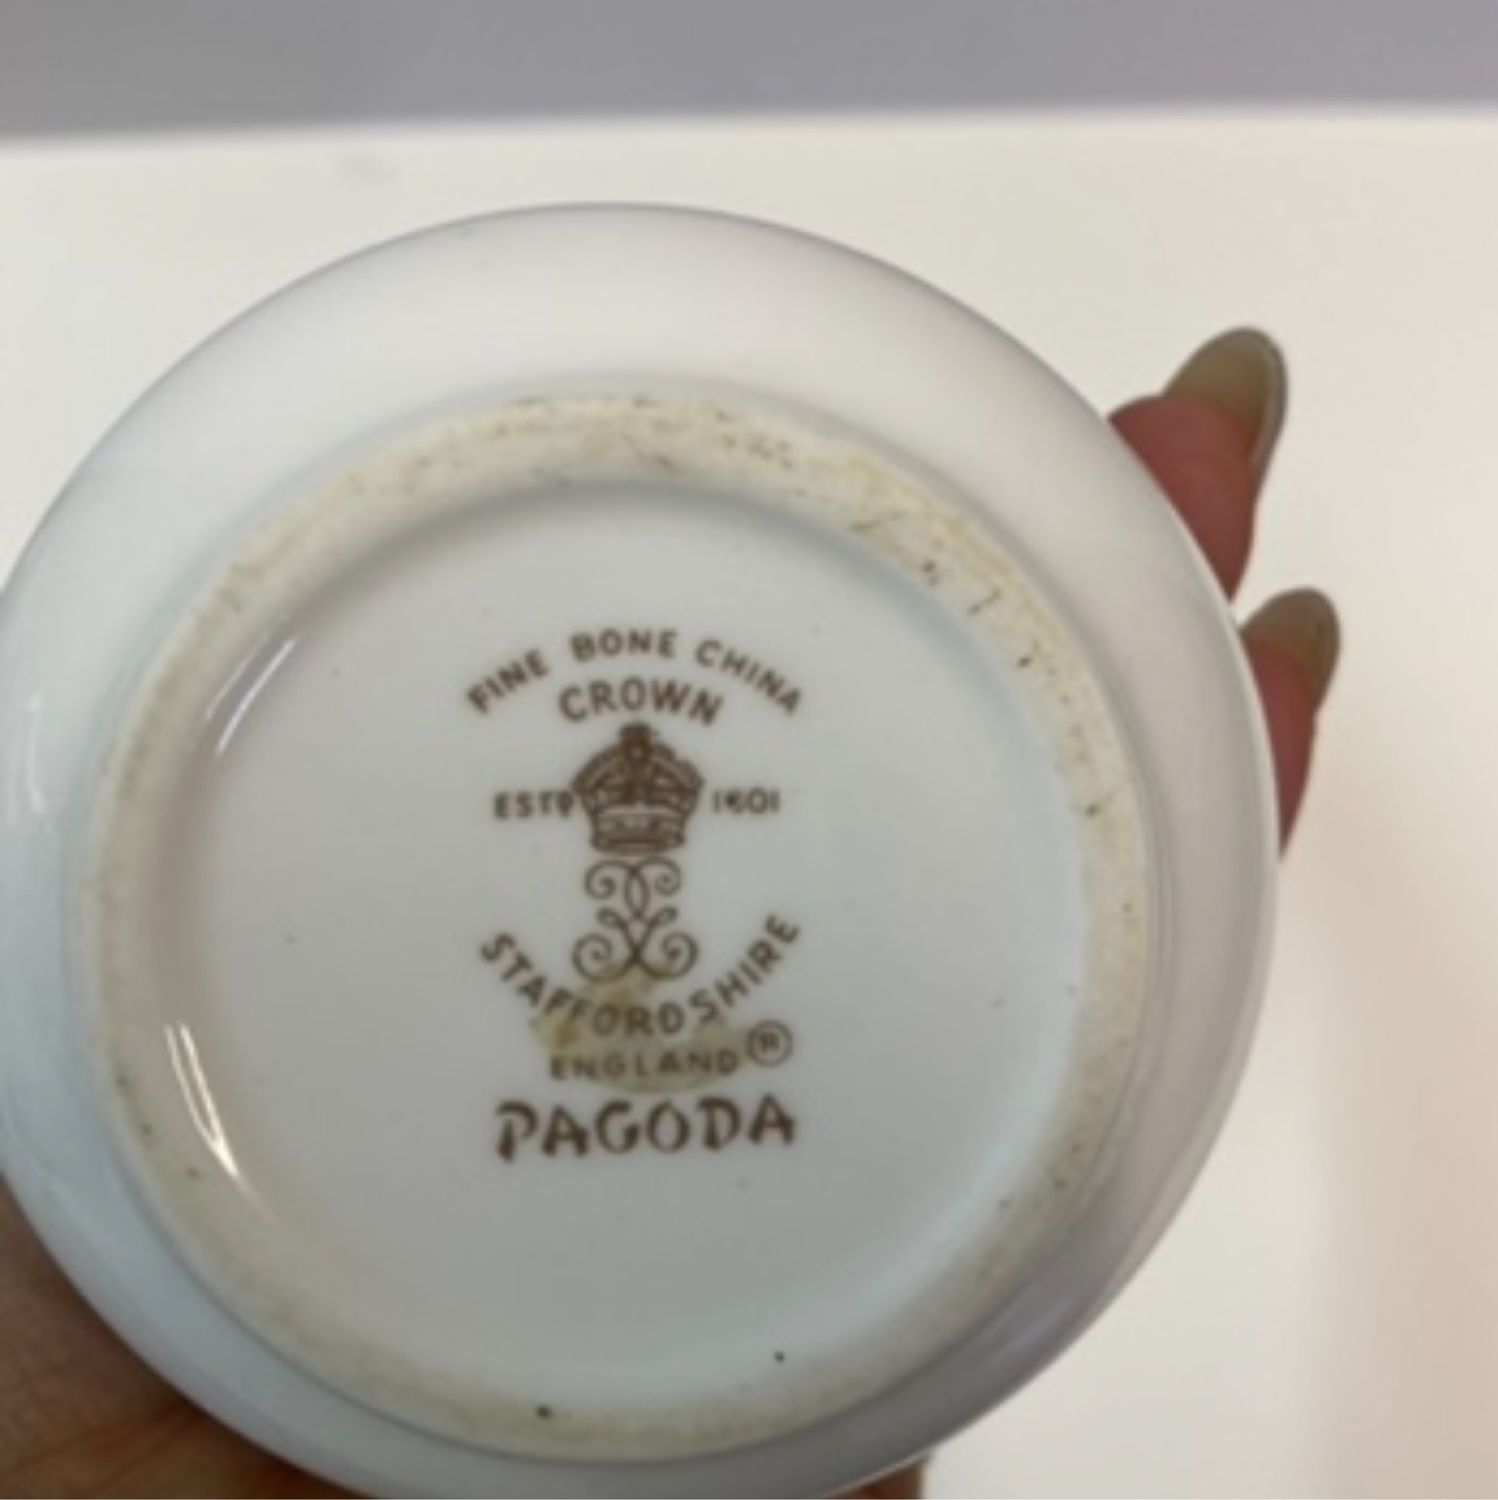 FINE BONE CHINA
CROWN
ESTD 1801
STAFFORDSHIRE
ENGLAND ®
PAGODA